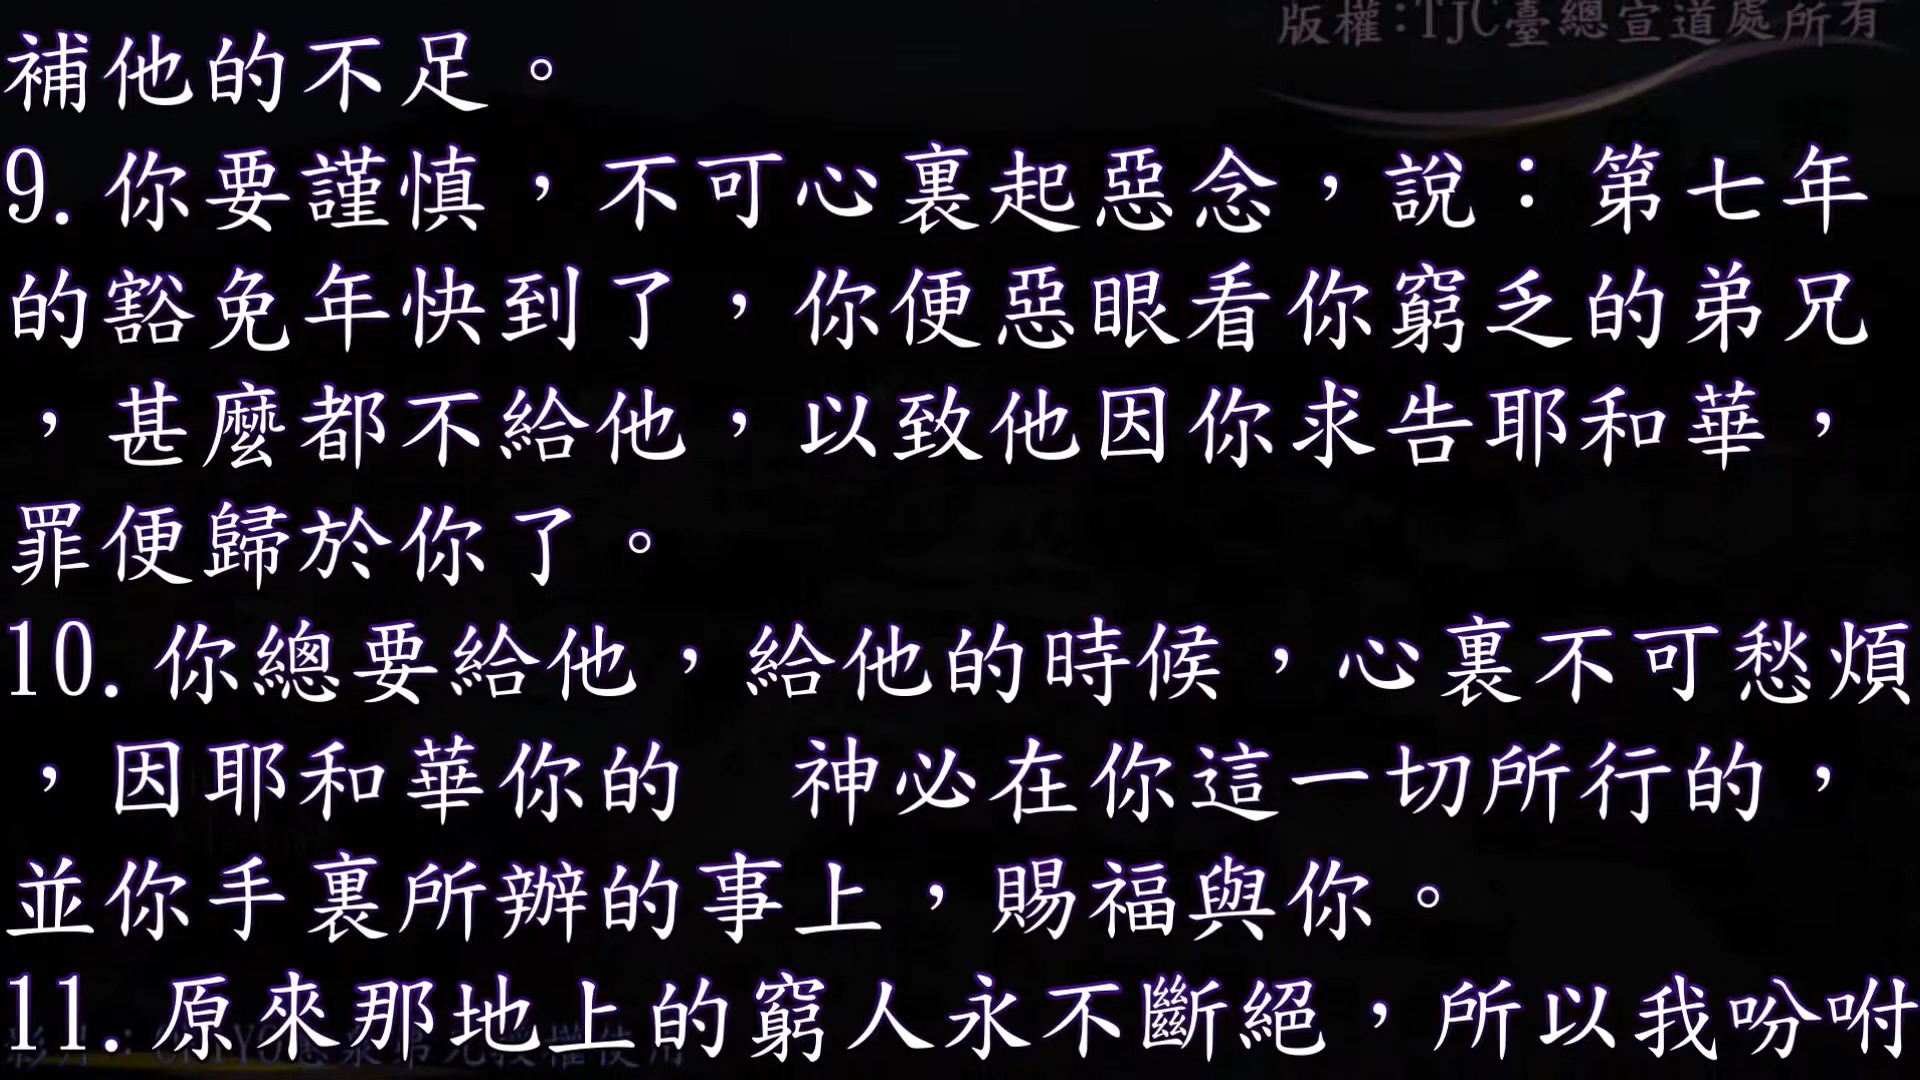 版權:TJC臺總宣道處所有
補他的不足。
9. 你要謹慎，不可心裏起惡念，說：第七年
的豁免年快到了，你便惡眼看你窮乏的弟兄
，甚麼都不給他，以致他因你求告耶和華，
罪便歸於你了。
10. 你總要給他，給他的時候，心裏不可愁煩
，因耶和華你的　神必在你這一切所行的，
並你手裏所辦的事上，賜福與你。
11. 原來那地上的窮人永不斷絕，所以我吩咐